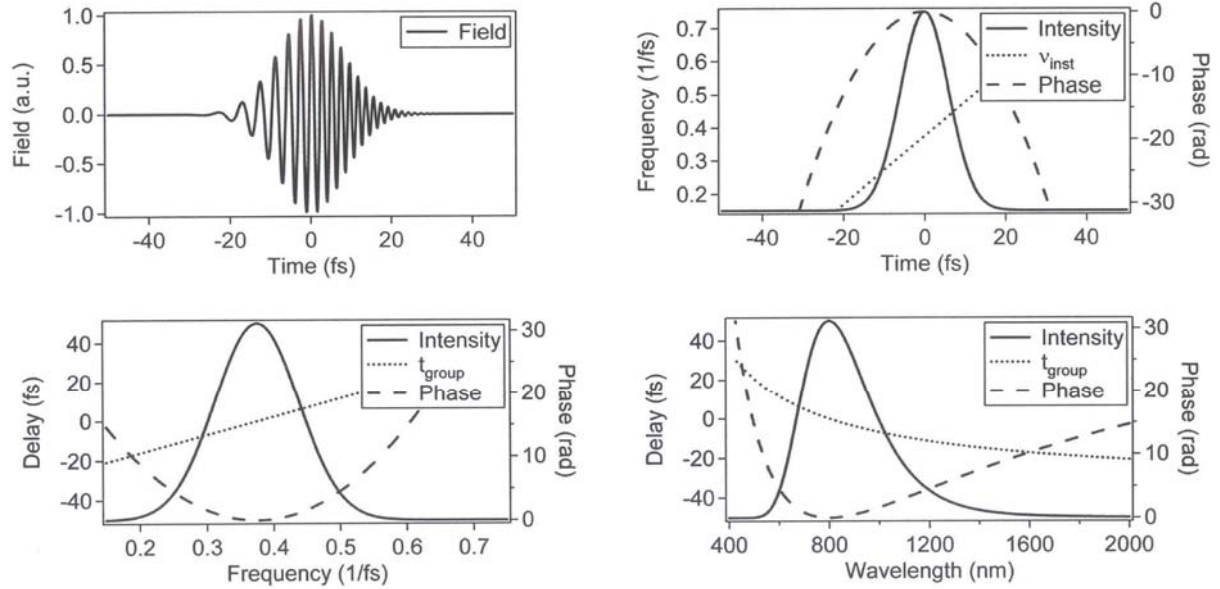 Field (a.u.)
1.0
0.5
0.0
-0.5
-1.0
Field
-40 -20 0 20 40
Time (fs)
Frequency (1/fs)
0.7
0.6
0.5
0.4
0.3
0.2
Intensity
νinst
Phase
0
-10
-20
-30
Phase (rad)
-40 -20 0 20 40
Time (fs)
Delay (fs)
40
20
0
-20
-40
Intensity
tgroup
Phase
30
20
10
0
Phase (rad)
0.2 0.3 0.4 0.5 0.6 0.7
Frequency (1/fs)
Delay (fs)
40
20
0
-20
-40
Intensity
tgroup
Phase
30
20
10
0
Phase (rad)
400 800 1200 1600 2000
Wavelength (nm)